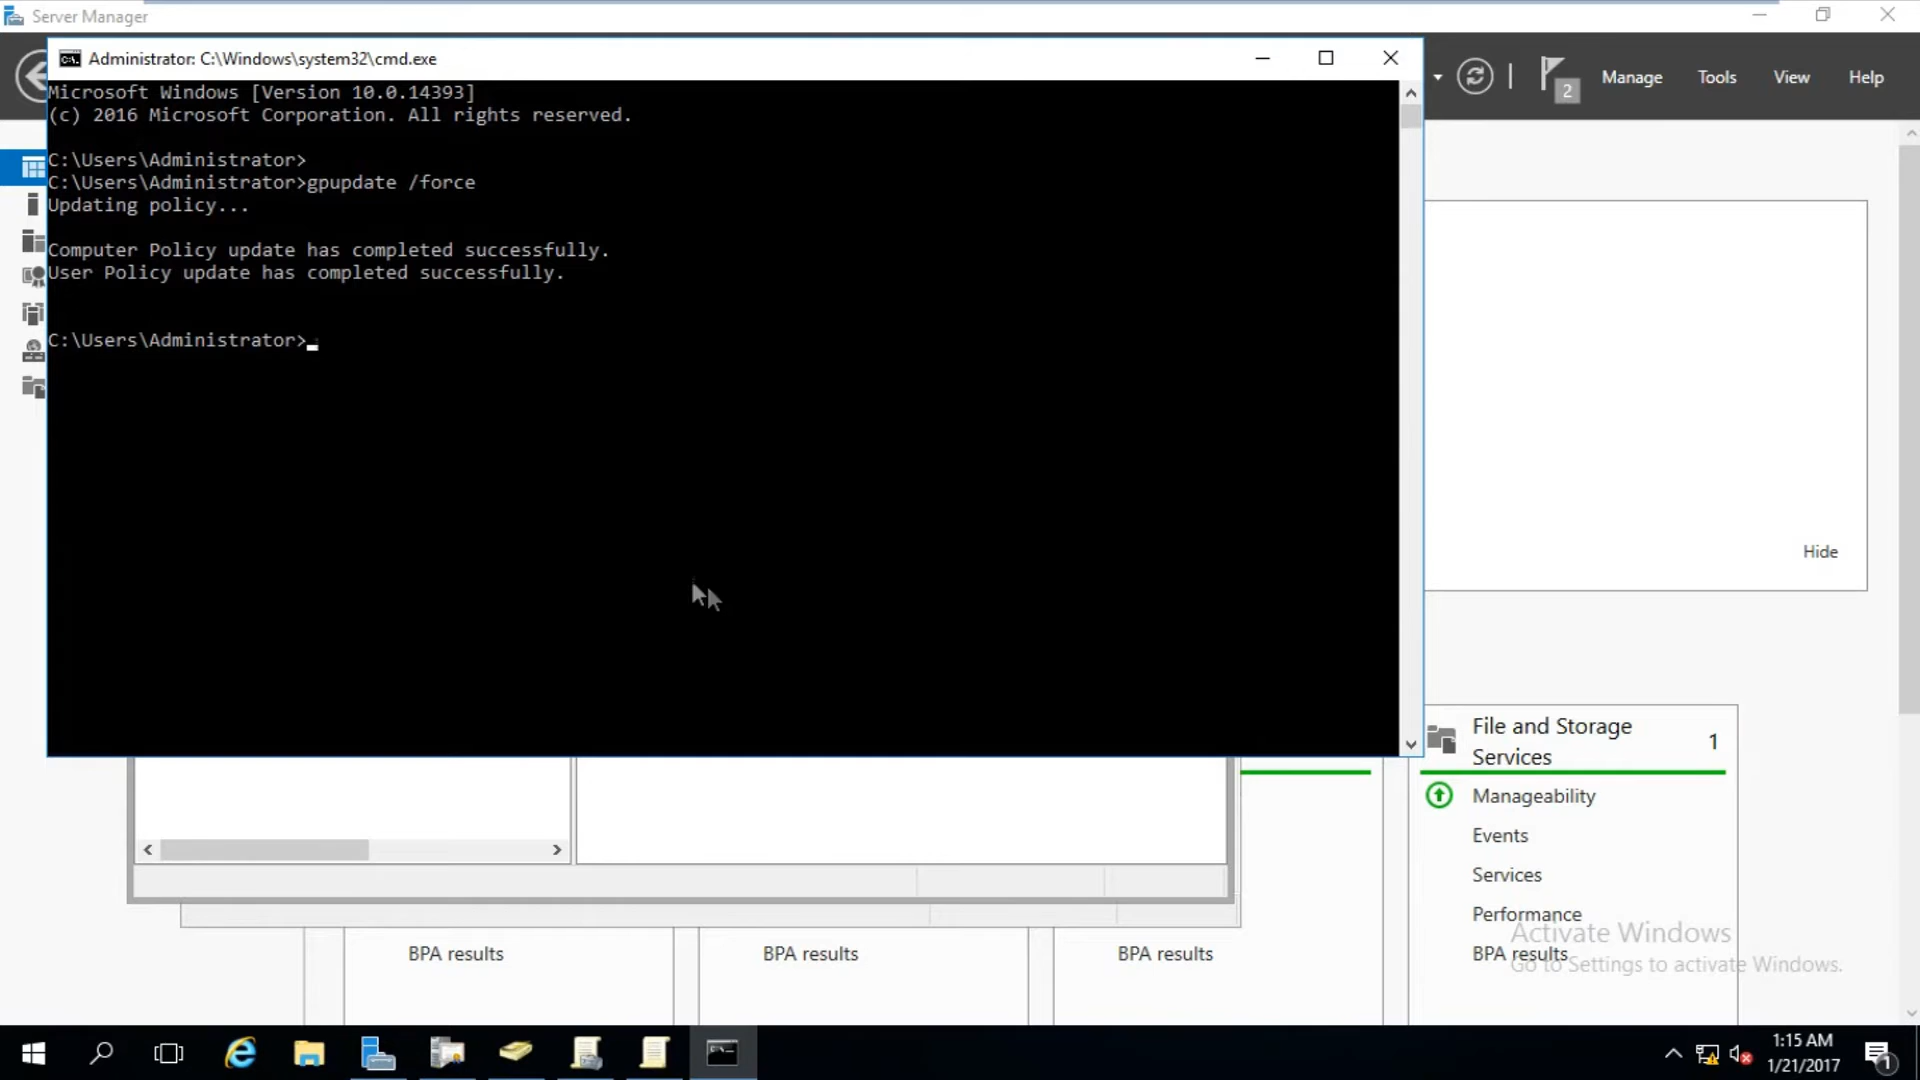 Server Manager
Administrator: C:\Windows\system32\cmd.exe
2
Manage
Tools
View
Help
Microsoft Windows [Version 10.0.14393]
(c) 2016 Microsoft Corporation. All rights reserved.
C:\Users\Administrator>
C:\Users\Administrator>gpupdate /force
Updating policy...
Computer Policy update has completed successfully.
User Policy update has completed successfully.
C:\Users\Administrator>
Hide
File and Storage
Services
1
Manageability
Events
Services
Performance
BPA results
BPA results
BPA results
BPA results
Activate Windows
Go to Settings to activate Windows.
1:15 AM
1/21/2017
1